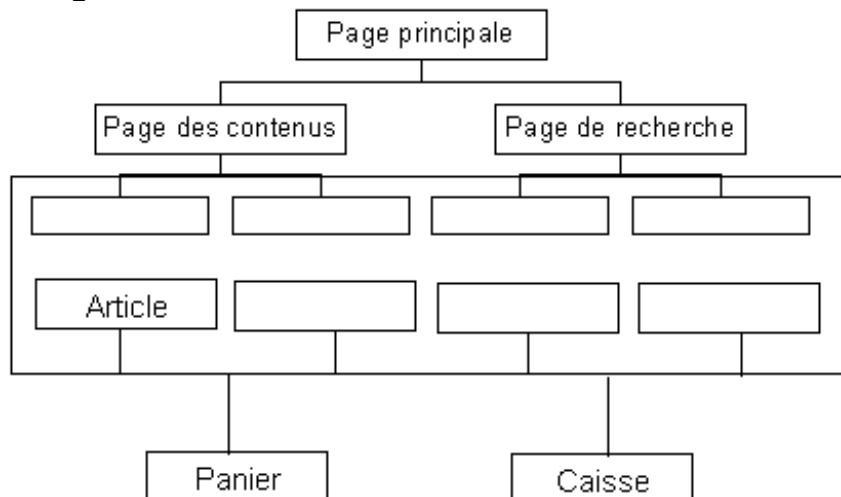 Page principale
Page des contenus
Page de recherche
Article
Panier
Caisse